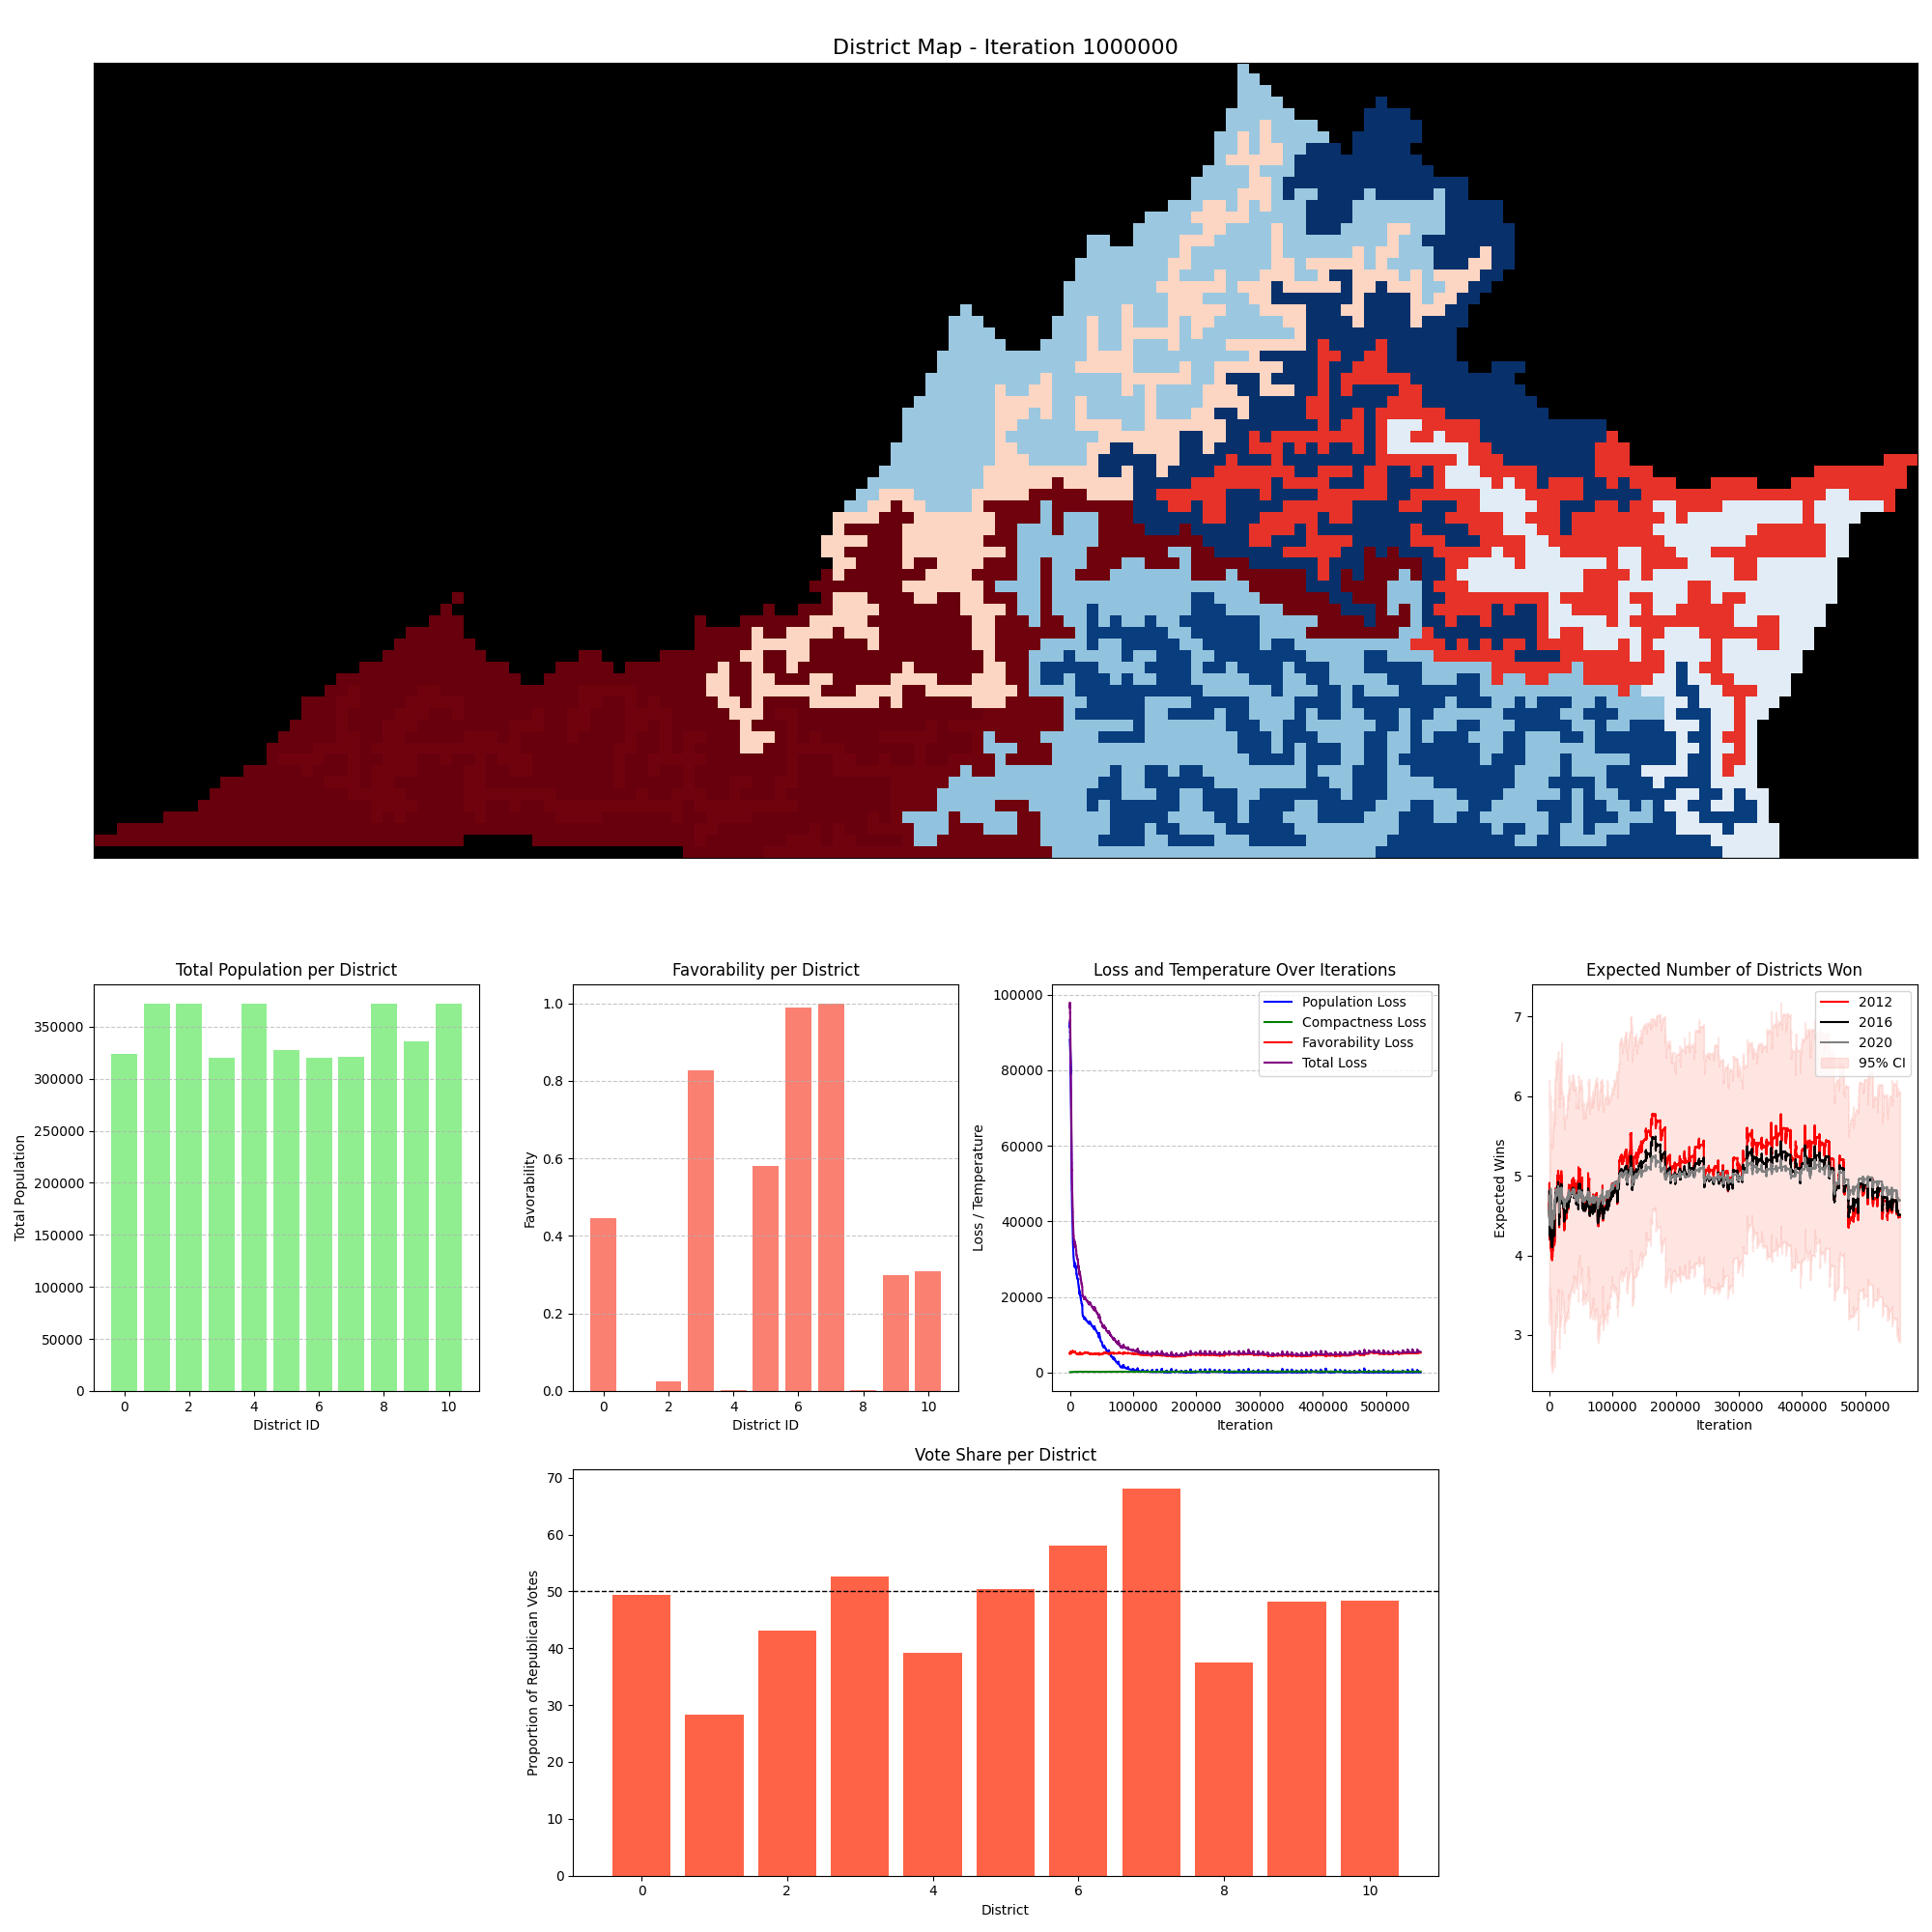 District Map - Iteration 1000000
Total Population per District
Total Population
350000
300000
250000
200000
150000
100000
50000
0
0 2 4 6 8 10
District ID
Favorability per District
Favorability
1.0
0.8
0.6
0.4
0.2
0.0
0 2 4 6 8 10
District ID
Loss and Temperature Over Iterations
Loss / Temperature
100000
80000
60000
40000
20000
0
Population Loss
Compactness Loss
Favorability Loss
Total Loss
0 100000 200000 300000 400000 500000
Iteration
Expected Number of Districts Won
Expected Wins
7
6
5
4
3
2012
2016
2020
95% CI
0 100000 200000 300000 400000 500000
Iteration
Vote Share per District
Proportion of Republican Votes
70
60
50
40
30
20
10
0
0 2 4 6 8 10
District